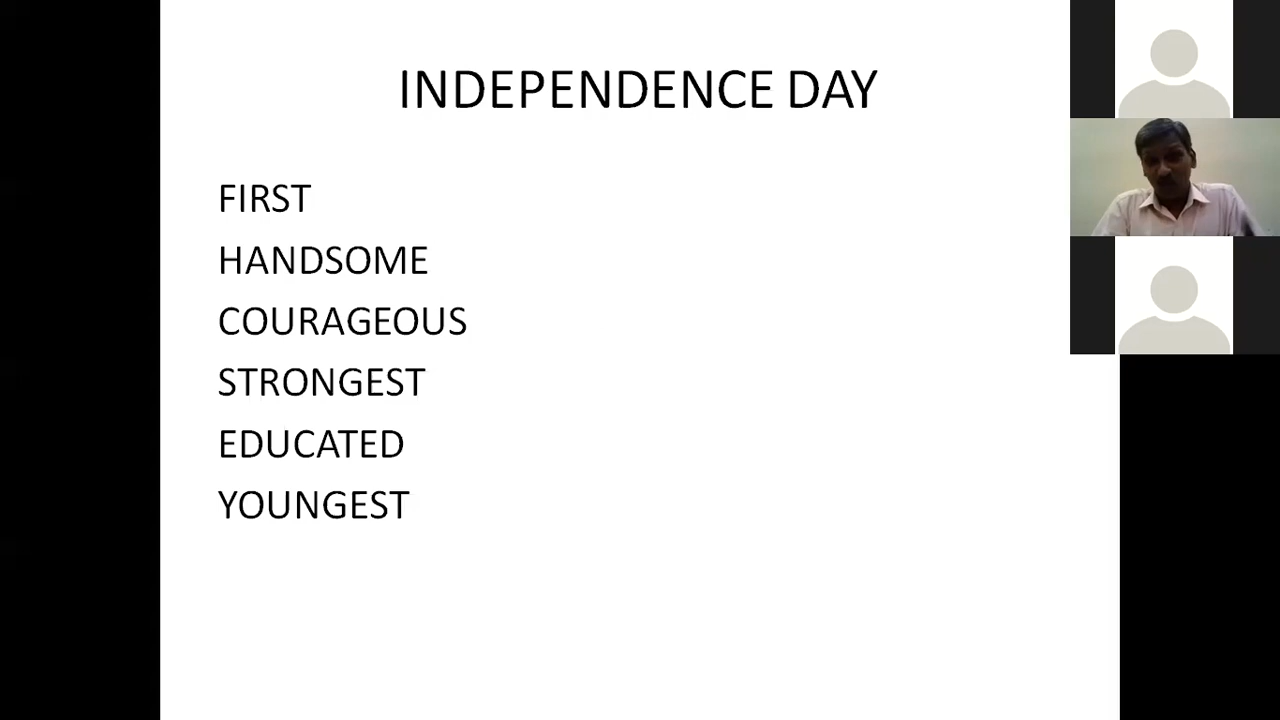 INDEPENDENCE DAY
FIRST
HANDSOME
COURAGEOUS
STRONGEST
EDUCATED
YOUNGEST